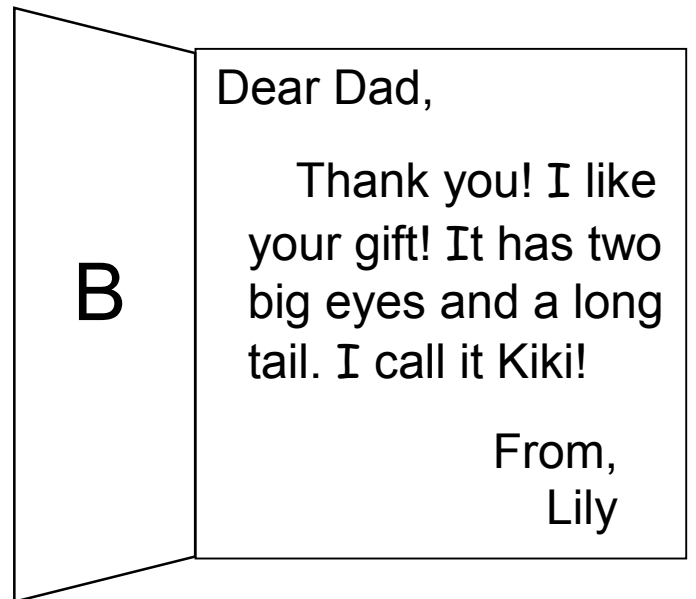 B
Dear Dad,
Thank you! I like
your gift! It has two
big eyes and a long
tail. I call it Kiki!
From,
Lily